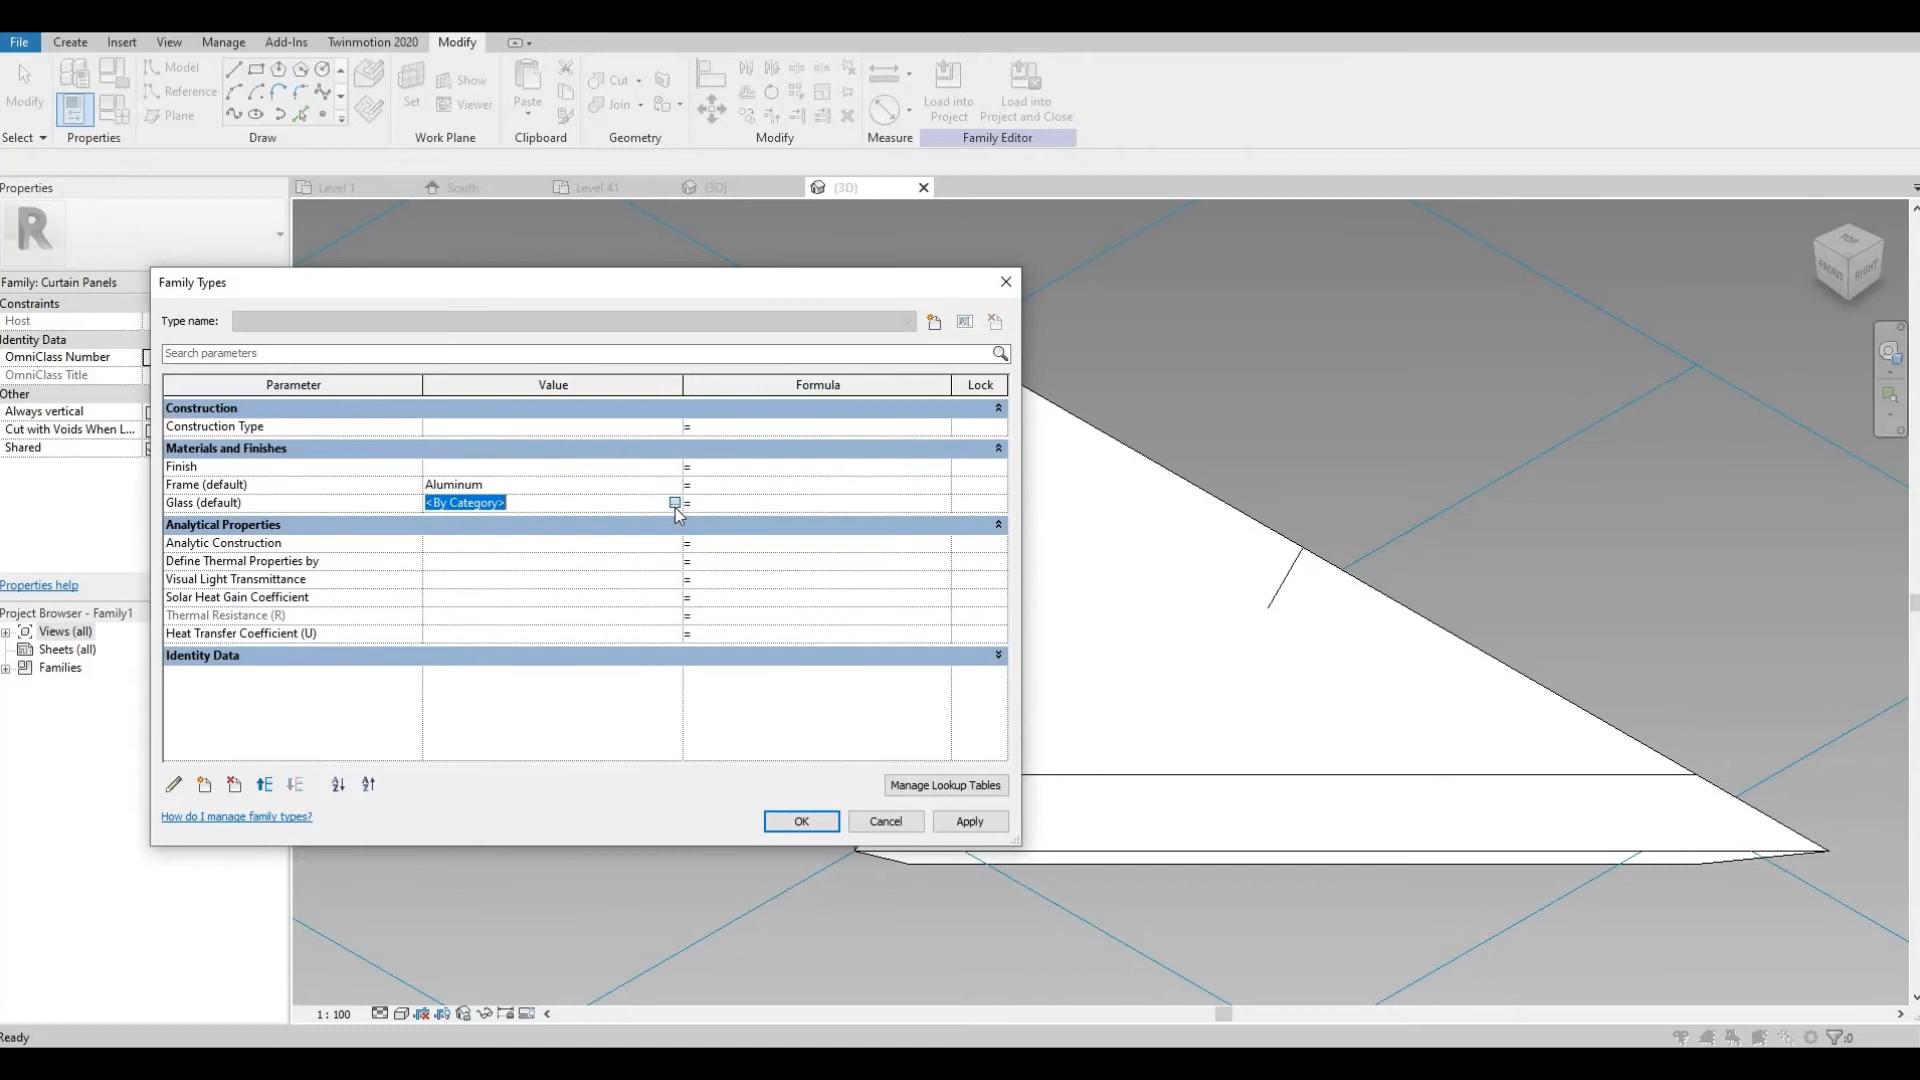 File Create Insert View Manage Add-Ins Twinmotion 2020 Modify
Modify
Select
Properties
Model
Reference
Plane
Draw
Set
Show
Viewer
Work Plane
Paste
Clipboard
Cut
Join
Geometry
Modify
Measure
Load into
Project
Load into
Project and Close
Family Editor
Properties
Level 1
South
Level 41
(3D)
(3D)
R
Family: Curtain Panels
Constraints
Host
Identity Data
OmniClass Number
OmniClass Title
Other
Always vertical
Cut with Voids When L...
Shared
Properties help
Project Browser - Family1
Views (all)
Sheets (all)
Families
Family Types
Type name:
Search parameters
Parameter Value Formula Lock
Construction
Construction Type =
Materials and Finishes
Finish =
Frame (default) Aluminum =
Glass (default) <By Category> =
Analytical Properties
Analytic Construction =
Define Thermal Properties by =
Visual Light Transmittance =
Solar Heat Gain Coefficient =
Thermal Resistance (R) =
Heat Transfer Coefficient (U) =
Identity Data
Manage Lookup Tables
How do I manage family types?
OK Cancel Apply
TOP
FRONT
RIGHT
1 : 100
Ready
:0